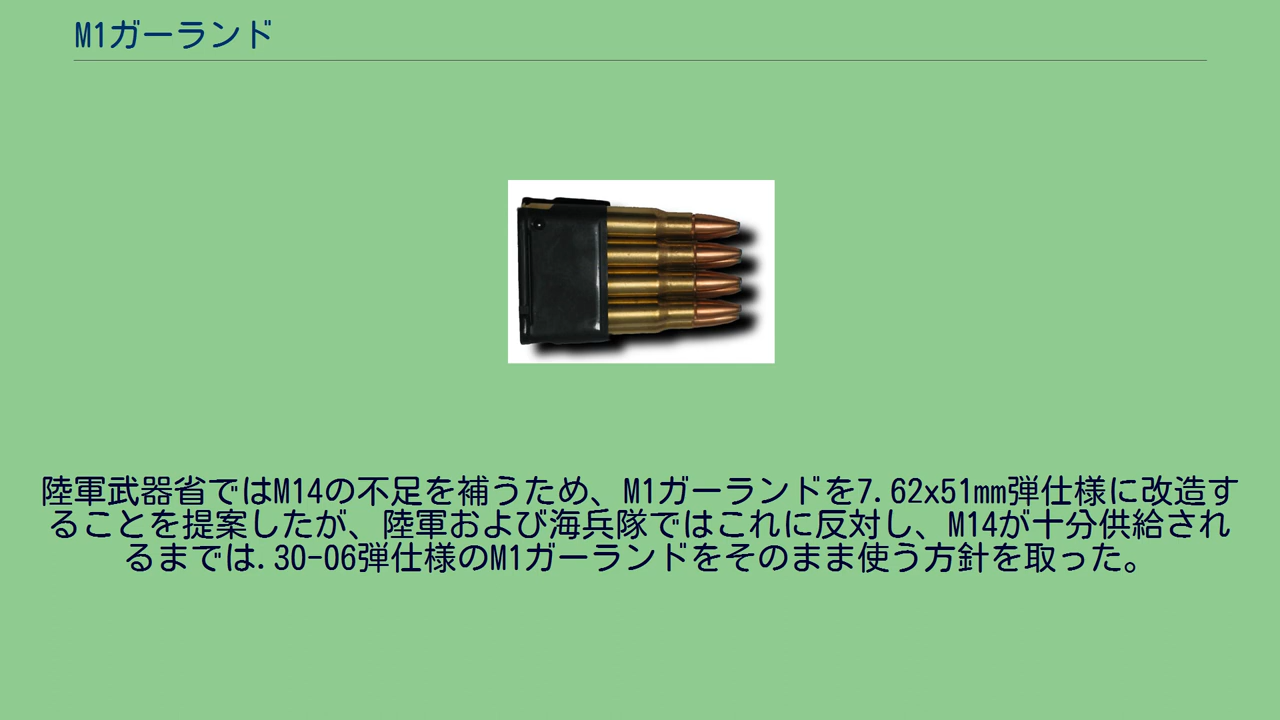 M1ガーランド
陸軍武器省ではM14の不足を補うため、M1ガーランドを7.62x51mm弾仕様に改造す
ることを提案したが、陸軍および海兵隊ではこれに反対し、M14が十分供給され
るまでは.30-06弾仕様のM1ガーランドをそのまま使う方針を取った。